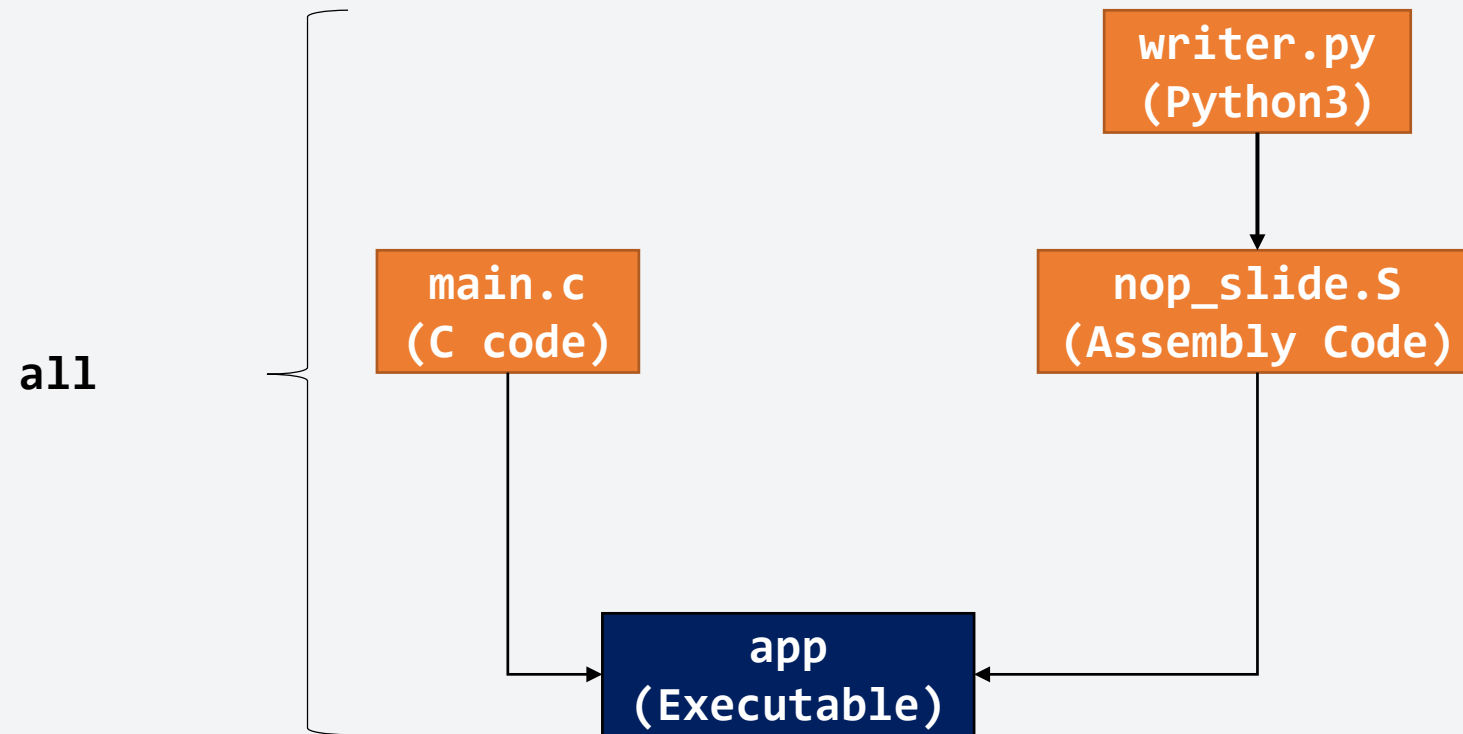 writer.py
(Python3)
main.c
(C code)
nop_slide.S
(Assembly Code)
all
app
(Executable)